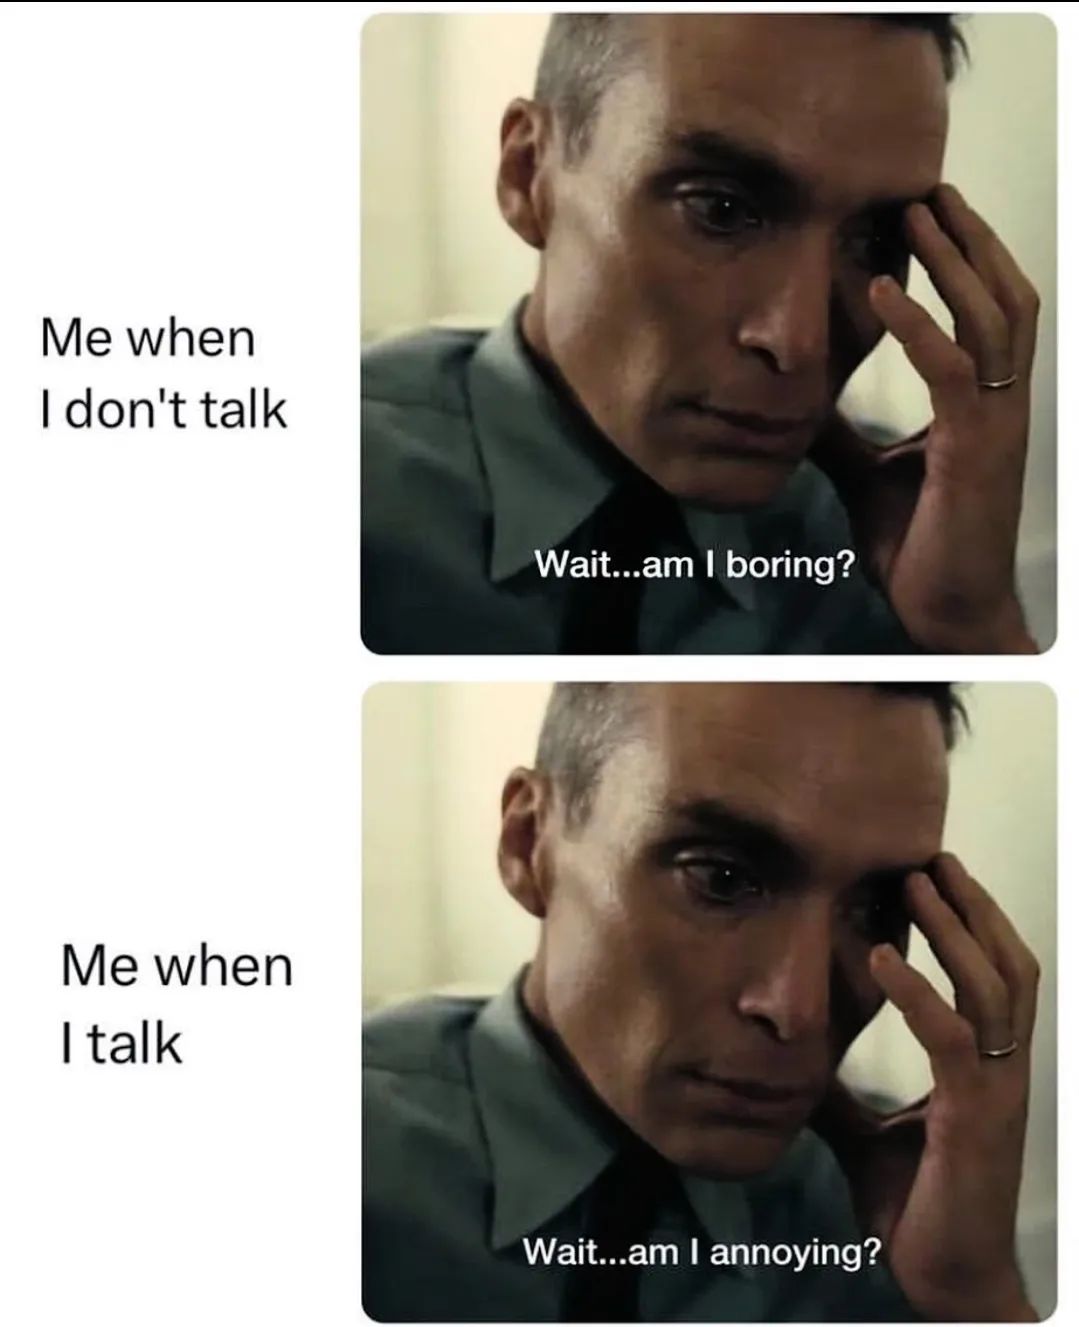 Me when
I don't talk
Wait...am I boring?
Me when
I talk
Wait...am I annoying?